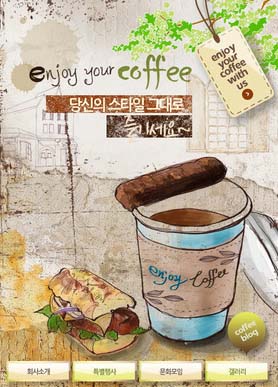 enjoy your coffee
enjoy
your
coffee
with
us
당신의 스타일 그대로
즐기세요~
enjoy coffee
coffee
blog
회사소개
특별행사
문화모임
갤러리